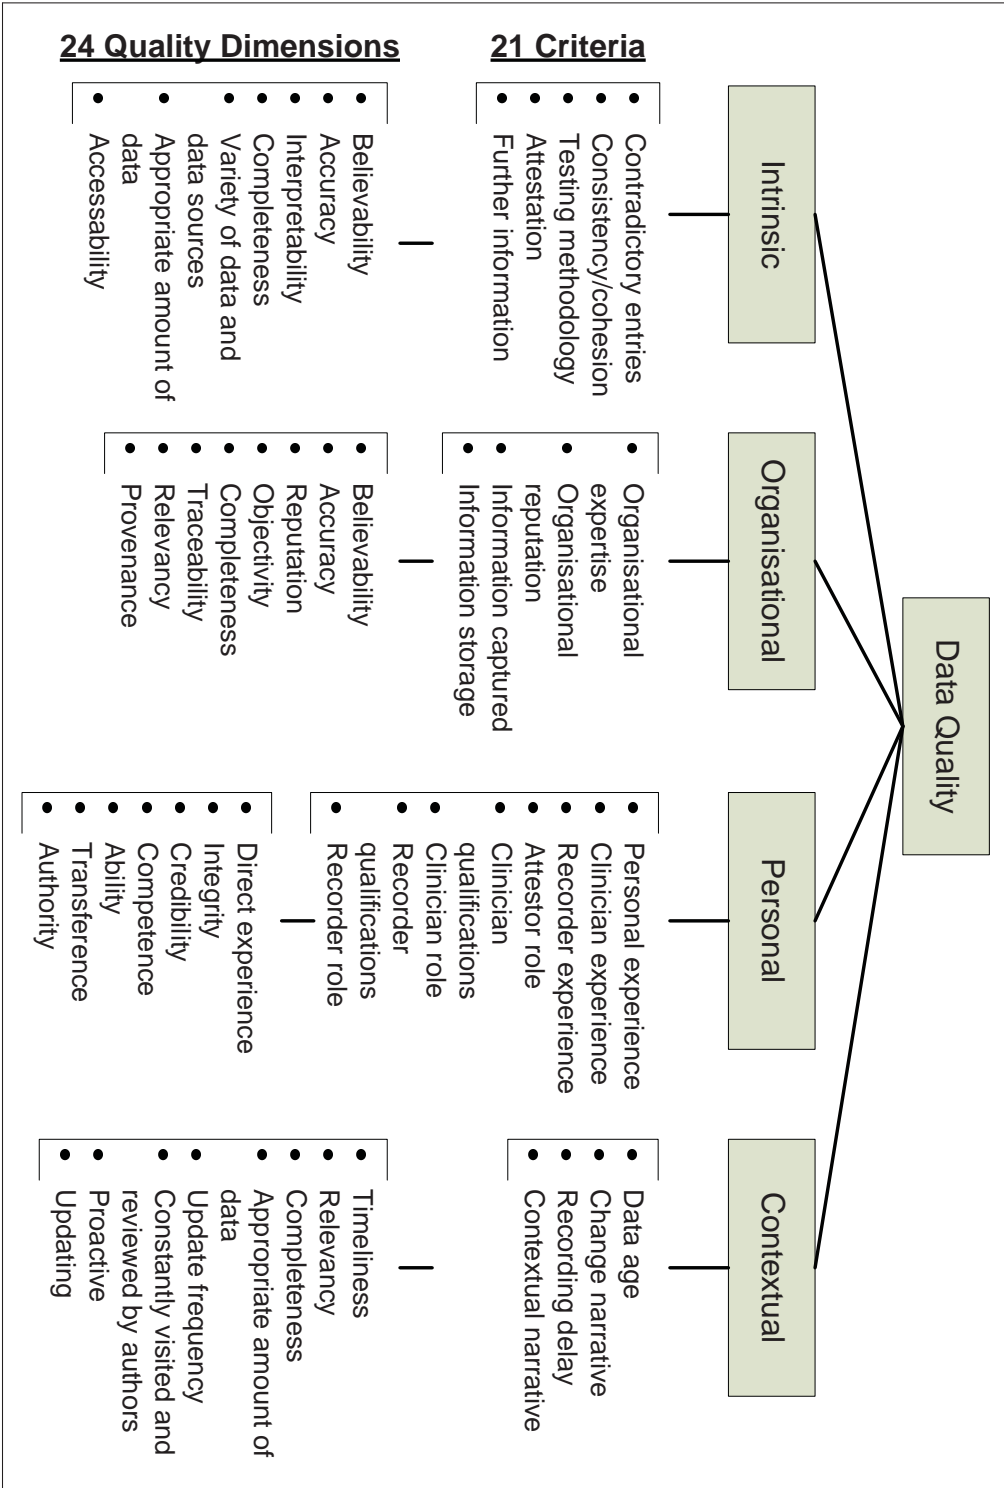 Data Quality
Intrinsic
Organisational
Personal
Contextual
21 Criteria
Contradictory entries
Consistency/cohesion
Testing methodology
Attestation
Further information
Organisational
expertise
Organisational
reputation
Information captured
Information storage
Personal experience
Clinician experience
Recorder experience
Attestor role
Clinician
qualifications
Clinician role
Recorder
qualifications
Recorder role
Data age
Change narrative
Recording delay
Contextual narrative
24 Quality Dimensions
Believability
Accuracy
Interpretability
Completeness
Variety of data and
data sources
Appropriate amount of
data
Accessability
Believability
Accuracy
Reputation
Objectivity
Completeness
Traceability
Relevancy
Provenance
Direct experience
Integrity
Credibility
Competence
Ability
Transference
Authority
Timeliness
Relevancy
Completeness
Appropriate amount of
data
Update frequency
Constantly visited and
reviewed by authors
Proactive
Updating